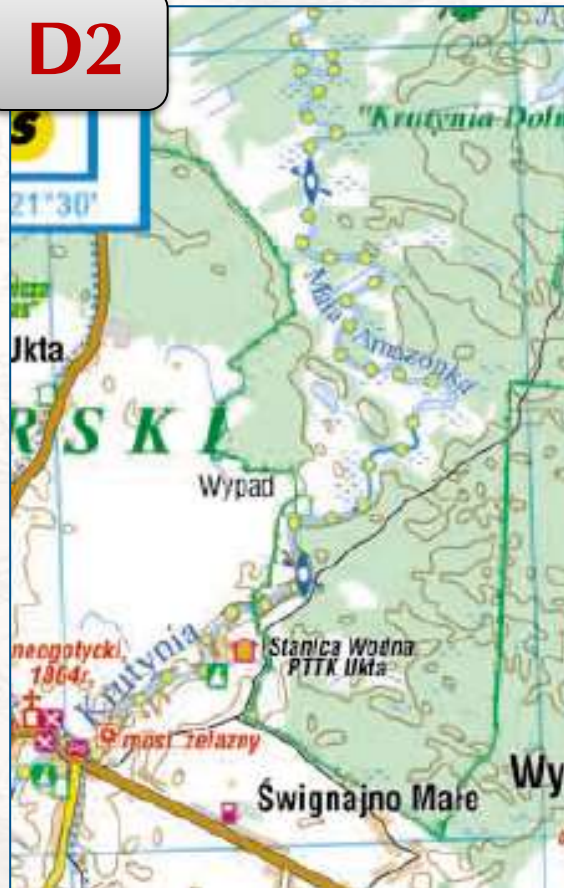 D2
S
21°30'
"Krutynia Doln
Mała Amazonka
Ukta
RSKI
Wypad
Krutynia
neogotycki
1864r.
Stanica Wodna
PTTK Ukta
most żelazny
Wy
Śwignajno Małe